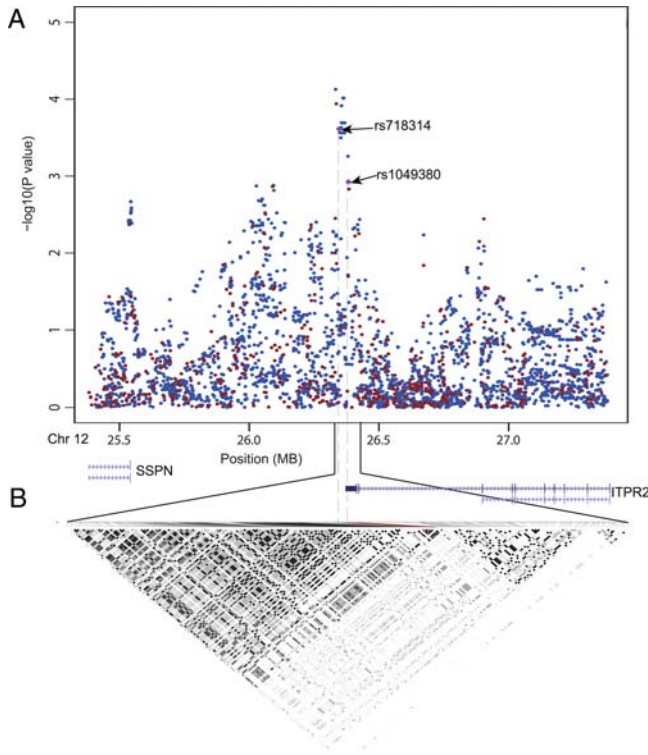 A
5
4
3
2
1
0
−log10(P value)
rs718314
rs1049380
Chr 12
25.5
26.0
26.5
27.0
Position (MB)
SSPN
ITPR2
B